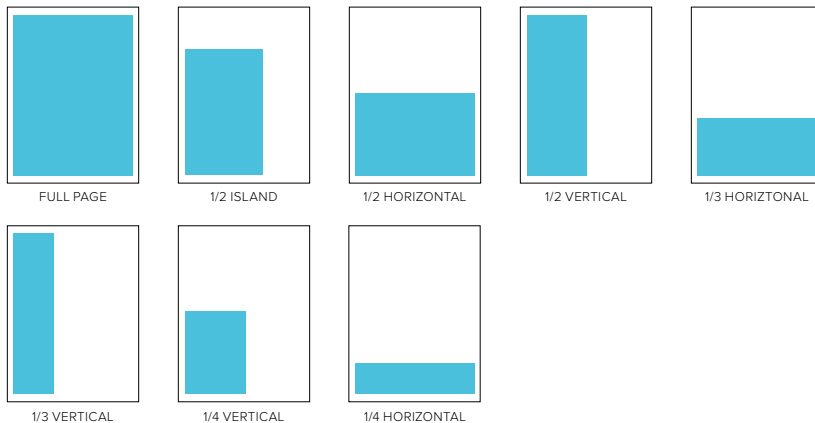 FULL PAGE
1/2 ISLAND
1/2 HORIZONTAL
1/2 VERTICAL
1/3 HORIZTONAL
1/3 VERTICAL
1/4 VERTICAL
1/4 HORIZONTAL